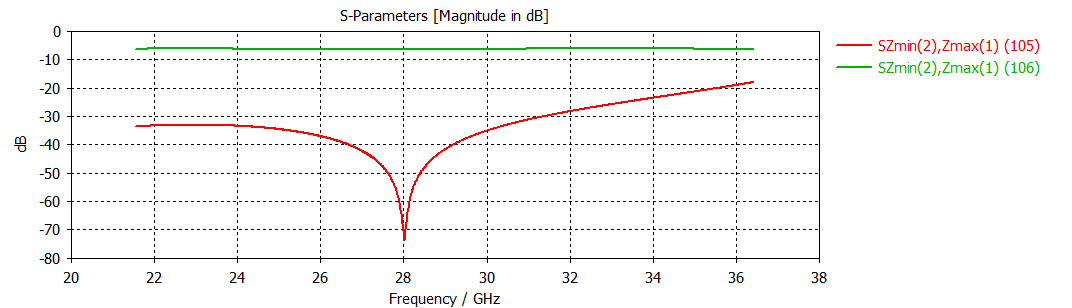 S-Parameters [Magnitude in dB]
0
-10
-20
-30
-40
-50
-60
-70
-80
dB
20 22 24 26 28 30 32 34 36 38
Frequency / GHz
SZmin(2),Zmax(1) (105)
SZmin(2),Zmax(1) (106)